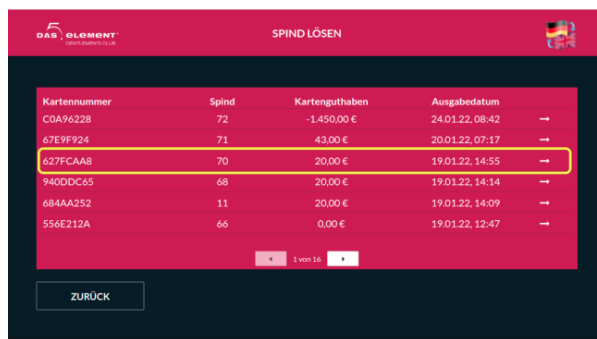 DAS 5 eLement
GENTLEMEN'S CLUB
SPIND LÖSEN
Kartennummer Spind Kartenguthaben Ausgabedatum
C0A96228 72 -1.450,00 € 24.01.22, 08:42 →
67E9F924 71 43,00 € 20.01.22, 07:17 →
627FCAA8 70 20,00 € 19.01.22, 14:55 →
940DDC65 68 20,00 € 19.01.22, 14:14 →
684AA252 11 20,00 € 19.01.22, 14:09 →
556E212A 66 0,00 € 19.01.22, 12:47 →
1 von 16
ZURÜCK